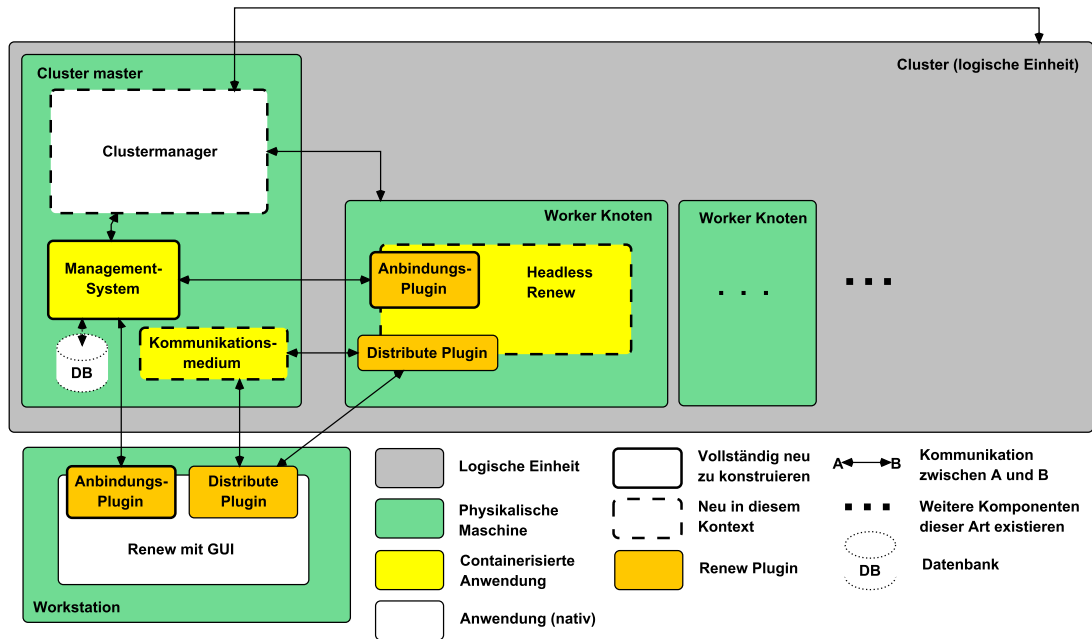 Cluster (logische Einheit)
Cluster master
Clustermanager
Worker Knoten
Worker Knoten
Management-
System
Anbindungs-
Plugin
Headless
Renew
. . .
Kommunikations-
medium
Distribute Plugin
DB
Anbindungs-
Plugin
Distribute
Plugin
Renew mit GUI
Workstation
Logische Einheit
Physikalische
Maschine
Containerisierte
Anwendung
Anwendung (nativ)
Vollständig neu
zu konstruieren
Neu in diesem
Kontext
Renew Plugin
A B
Kommunikation
zwischen A und B
Weitere Komponenten
dieser Art existieren
DB
Datenbank